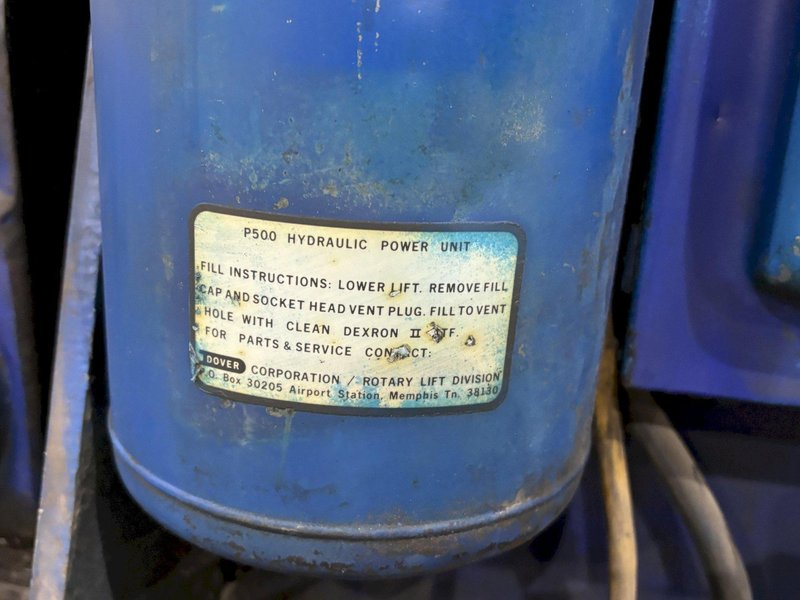 P500 HYDRAULIC POWER UNIT
FILL INSTRUCTIONS: LOWER LIFT. REMOVE FILL
CAP AND SOCKET HEAD VENT PLUG. FILL TO VENT
HOLE WITH CLEAN DEXRON II
FOR PARTS & SERVICE
DOVER CORPORATION / ROTARY LIFT DIVISION
Box 30205 Airport Station, Memphis Tn. 38130